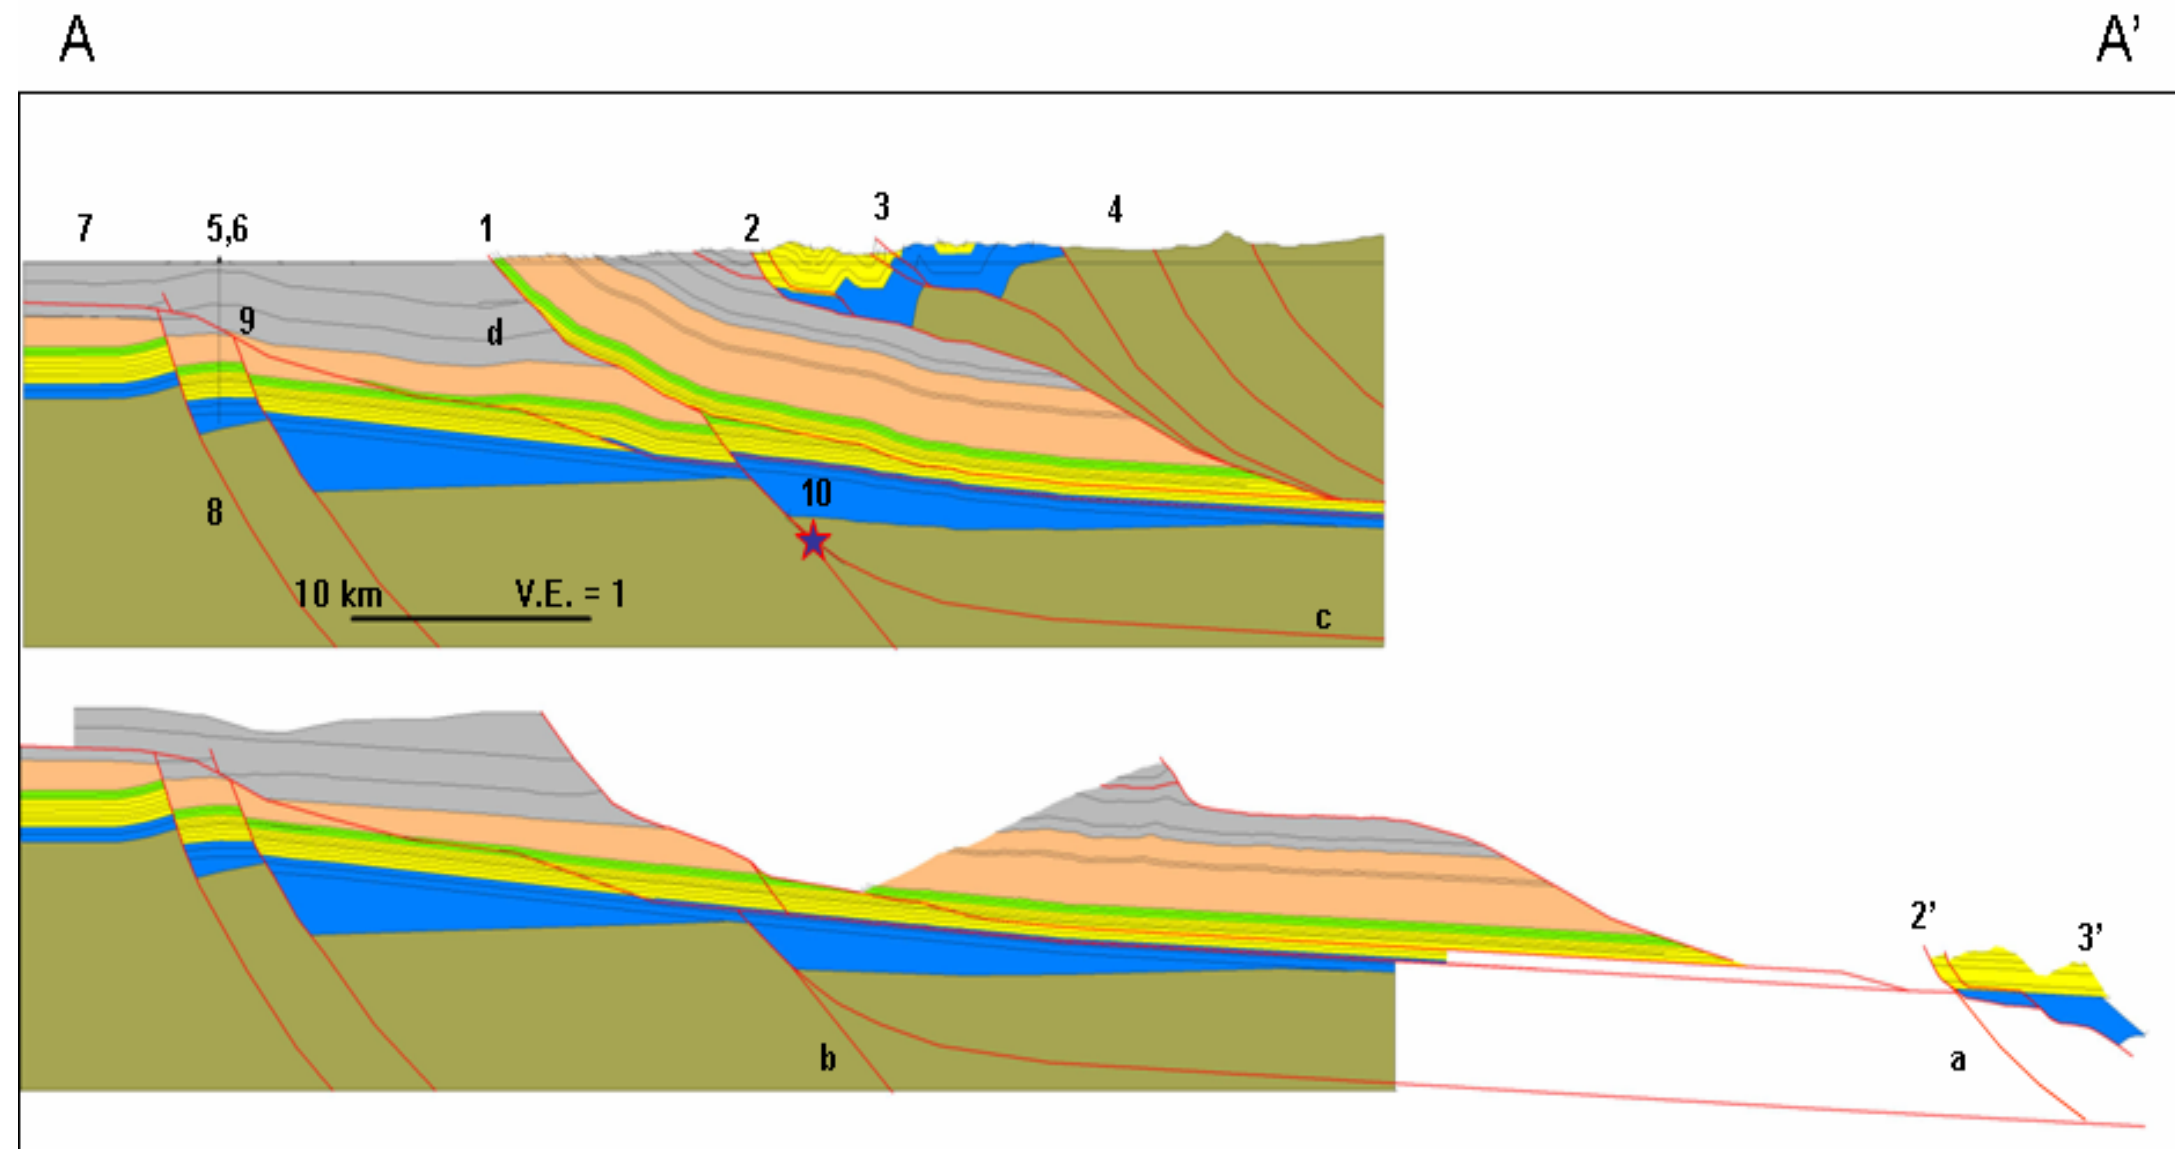 A A’
3
7 5,6 1 2 4
9
d
10
8
10 km V.E. = 1
c
2’
3’
b a